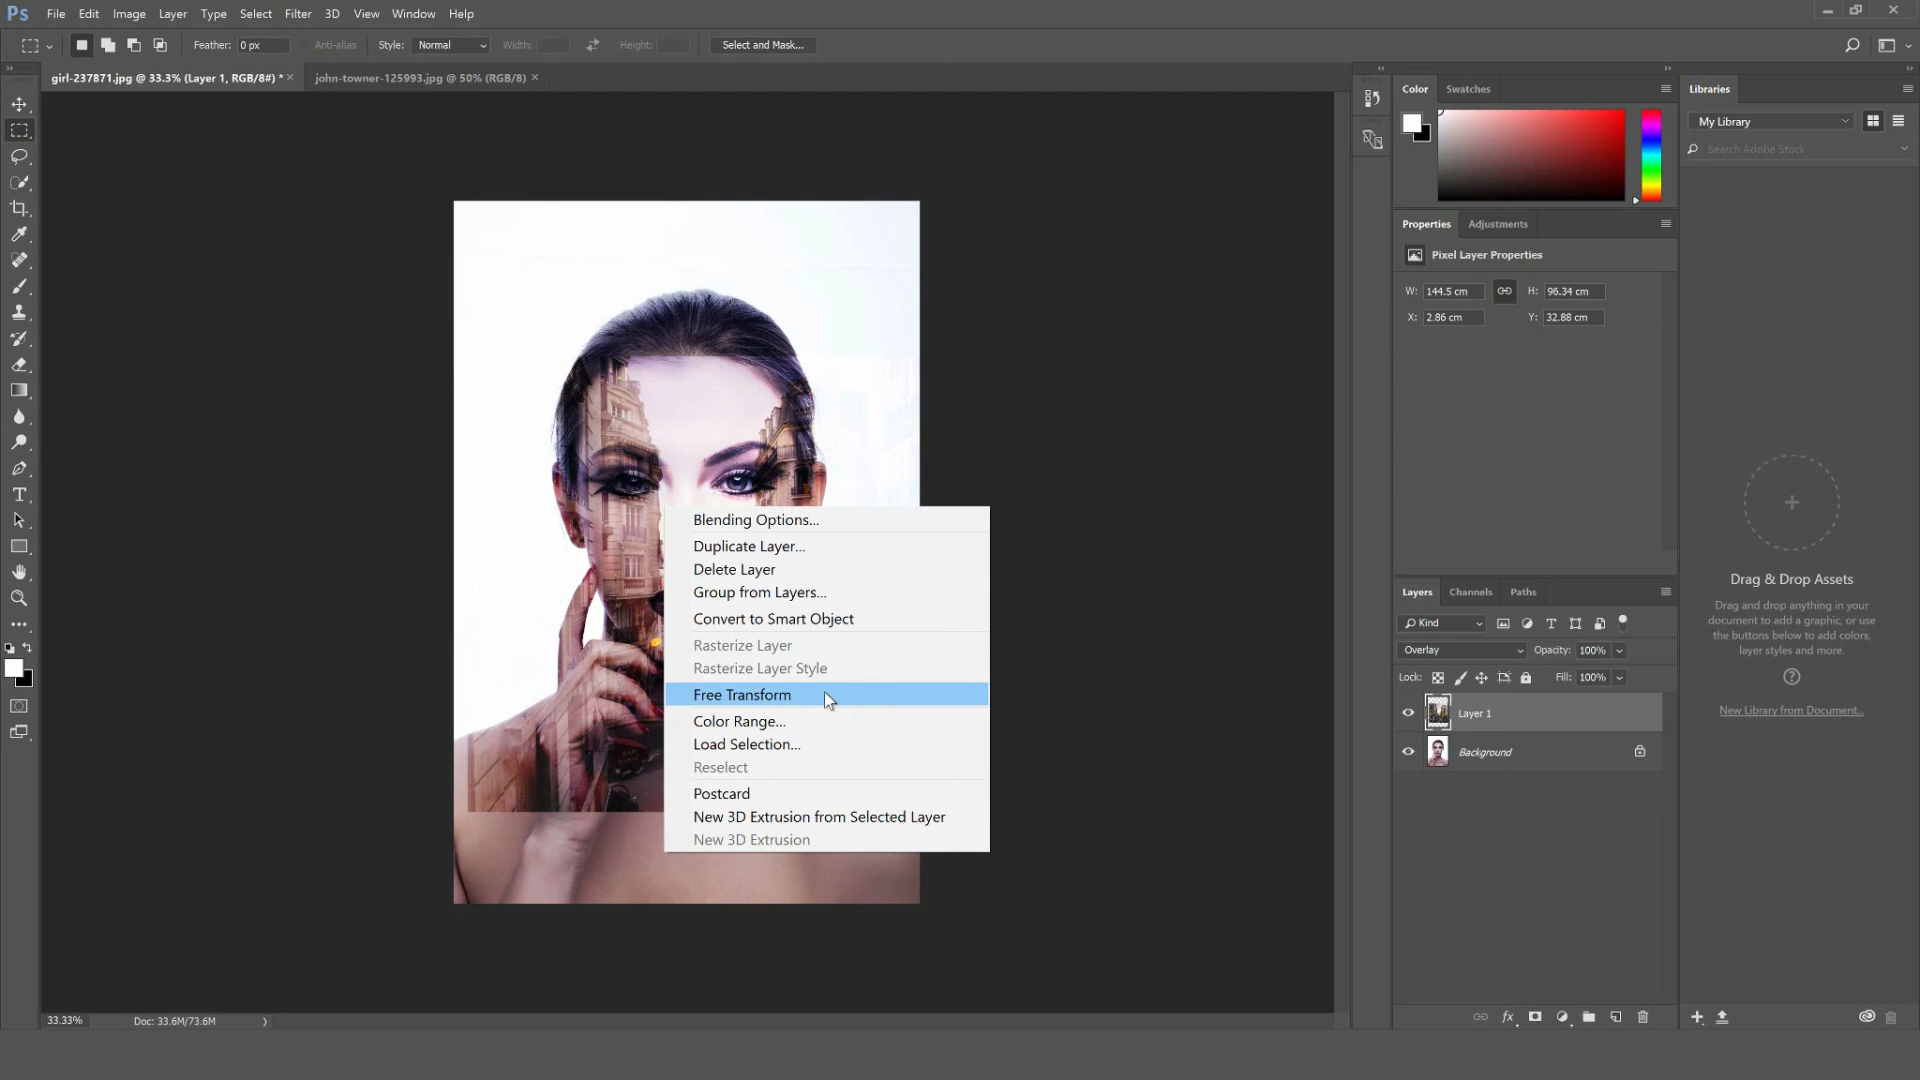 Ps File Edit Image Layer Type Select Filter 3D View Window Help
Feather: 0 px Anti-alias Style: Normal Width: Height: Select and Mask...
girl-237871.jpg @ 33.3% (Layer 1, RGB/8#) * × john-towner-125993.jpg @ 50% (RGB/8) ×
Color Swatches
Libraries
My Library
Search Adobe Stock
Properties Adjustments
Pixel Layer Properties
W: 144.5 cm H: 96.34 cm
X: 2.86 cm Y: 32.88 cm
Blending Options...
Duplicate Layer...
Delete Layer
Group from Layers...
Convert to Smart Object
Rasterize Layer
Rasterize Layer Style
Free Transform
Color Range...
Load Selection...
Reselect
Postcard
New 3D Extrusion from Selected Layer
New 3D Extrusion
Layers Channels Paths
Kind
Overlay Opacity: 100%
Lock: Fill: 100%
Layer 1
Background
Drag & Drop Assets
Drag and drop anything in your
document to add a graphic, or use
the buttons below to add colors,
layer styles and more.
New Library from Document...
33.33% Doc: 33.6M/73.6M